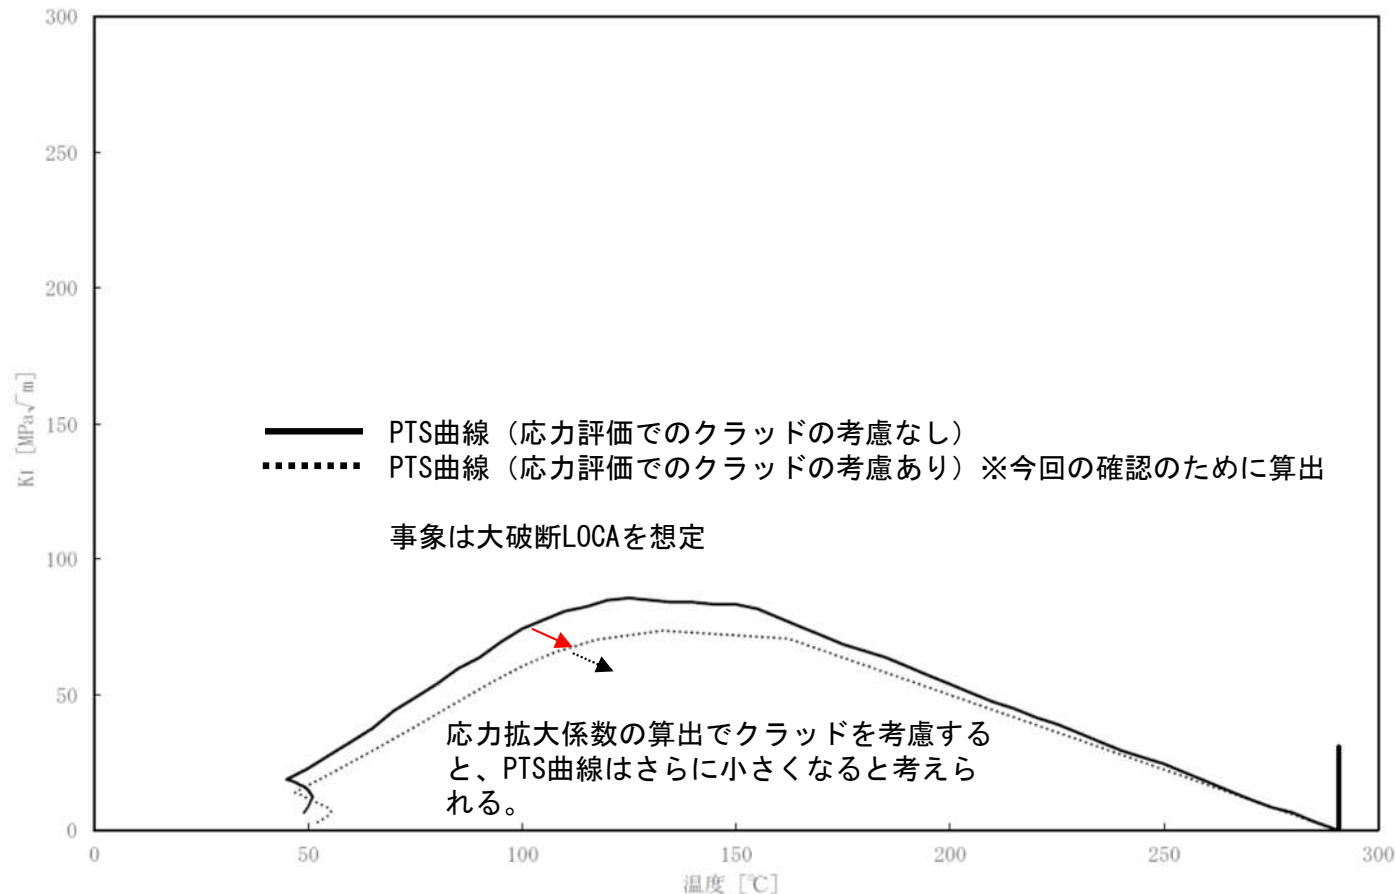 300
250
200
150
100
50
0
KI [MPa√m]
PTS曲線（応力評価でのクラッドの考慮なし）
PTS曲線（応力評価でのクラッドの考慮あり）※今回の確認のために算出
事象は大破断LOCAを想定
応力拡大係数の算出でクラッドを考慮する
と、PTS曲線はさらに小さくなると考えら
れる。
0 50 100 150 200 250 300
温度 [℃]